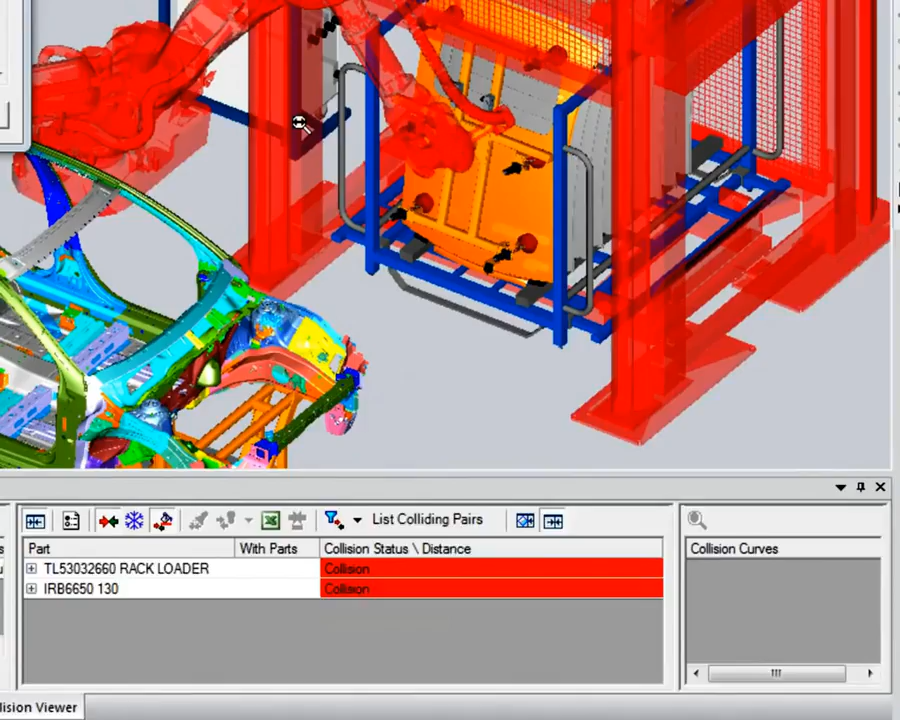 List Colliding Pairs
Part
With Parts
Collision Status \ Distance
TL53032660 RACK LOADER
Collision
IRB6650 130
Collision
Collision Curves
lision Viewer